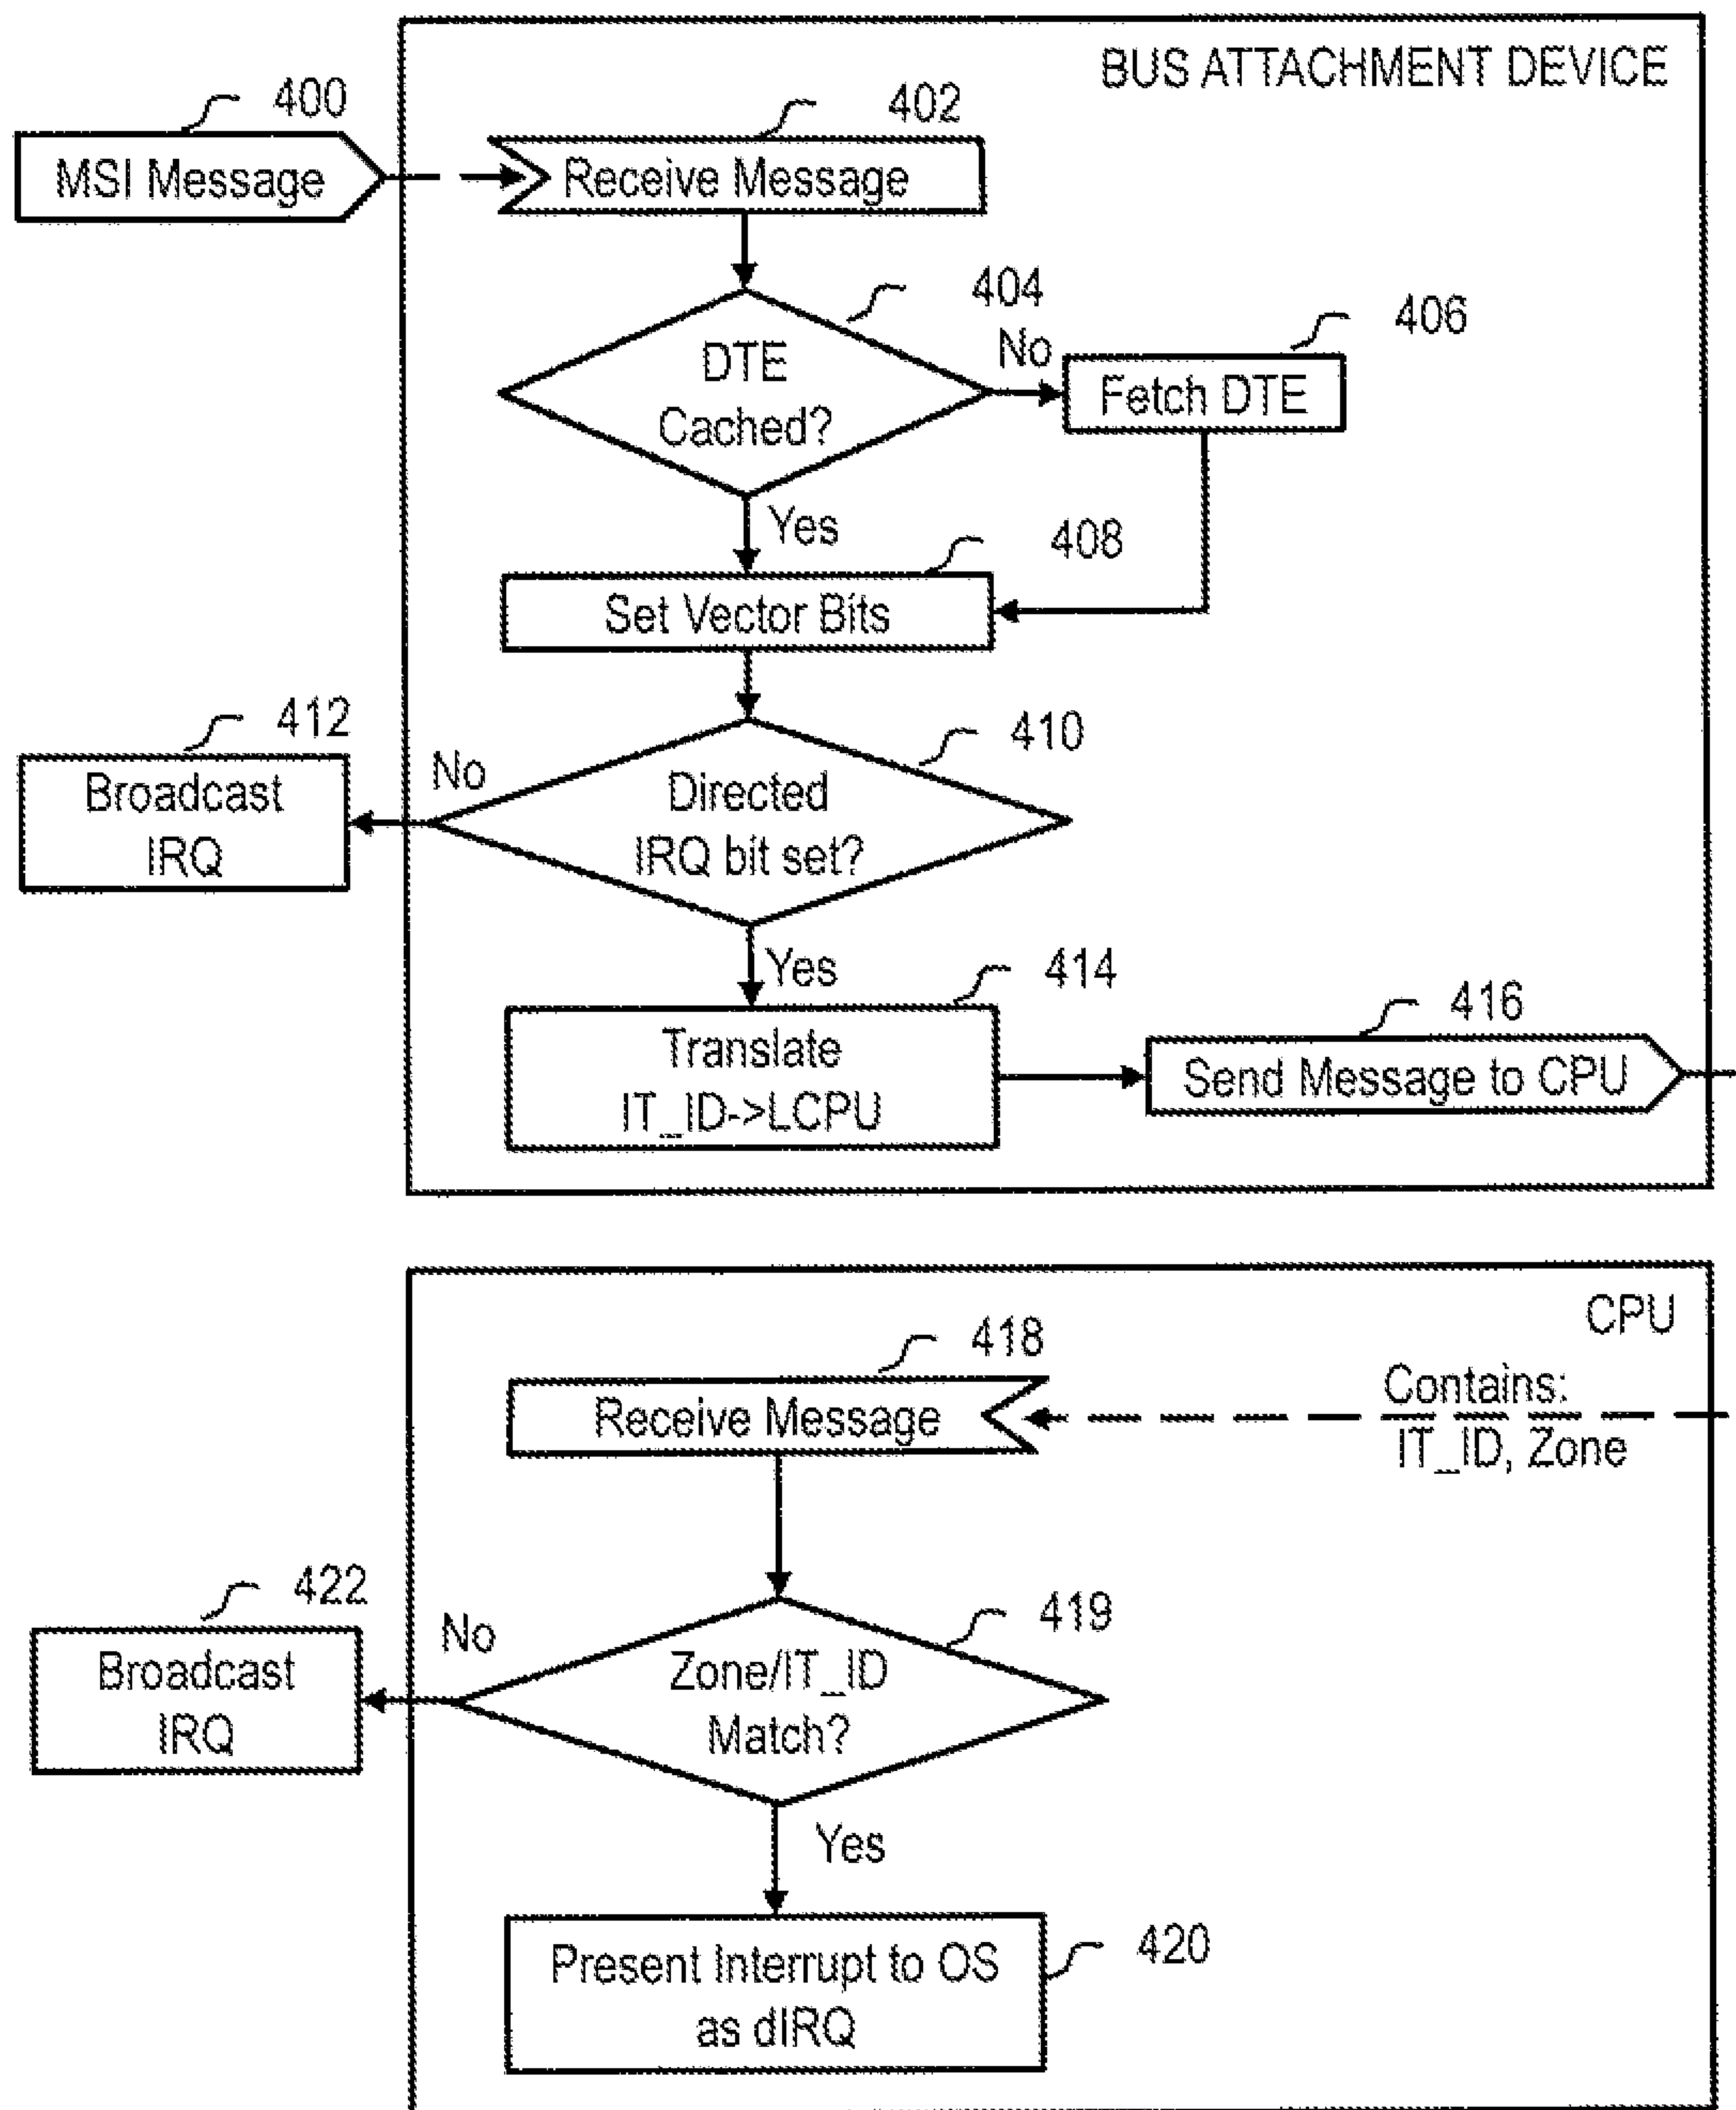 BUS ATTACHMENT DEVICE
400
MSI Message
402
Receive Message
404
DTE
Cached?
No
406
Fetch DTE
Yes
408
Set Vector Bits
410
Directed
IRQ bit set?
No
412
Broadcast
IRQ
Yes
414
Translate
IT_ID->LCPU
416
Send Message to CPU
CPU
418
Receive Message
Contains:
IT_ID, Zone
419
Zone/IT_ID
Match?
No
422
Broadcast
IRQ
Yes
420
Present Interrupt to OS
as dIRQ